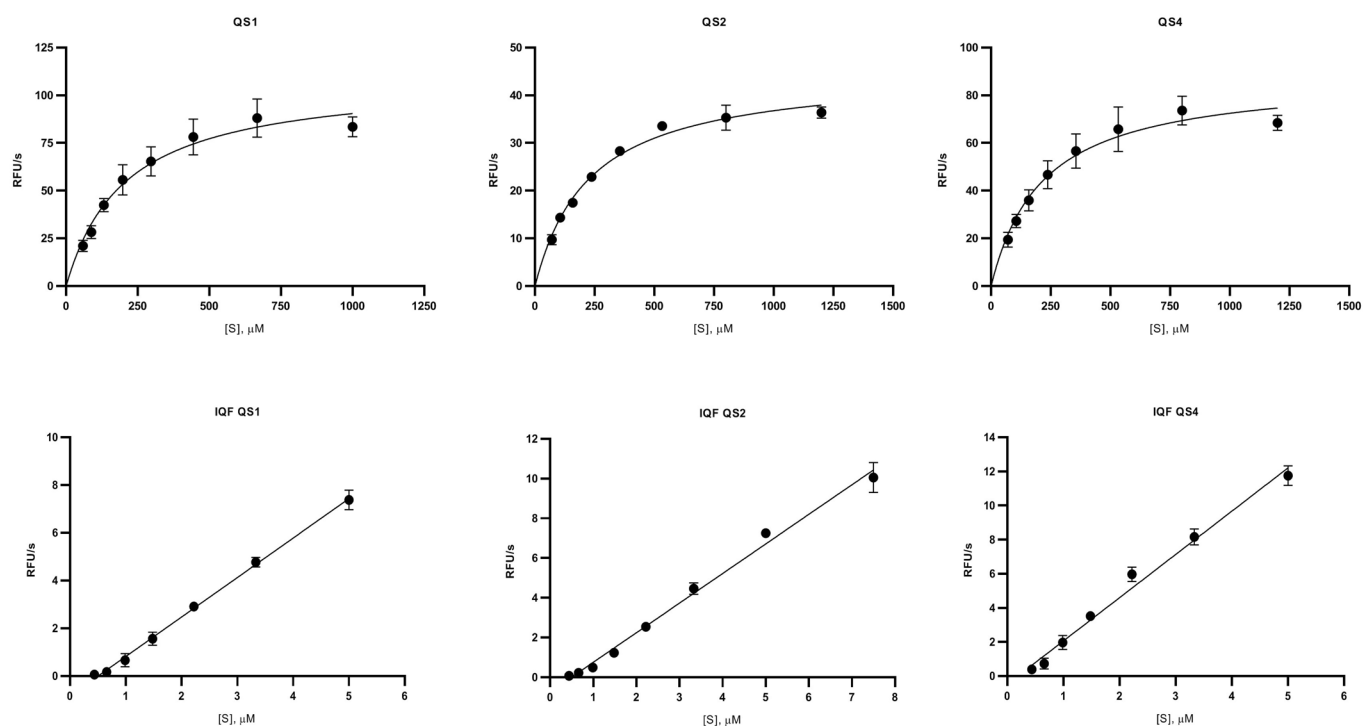 QS1
125
100
75
50
25
0
RFU/s
0 250 500 750 1000 1250
[S], μM
QS2
50
40
30
20
10
0
RFU/s
0 250 500 750 1000 1250 1500
[S], μM
QS4
100
80
60
40
20
0
RFU/s
0 250 500 750 1000 1250 1500
[S], μM
IQF QS1
10
8
6
4
2
0
RFU/s
0 1 2 3 4 5 6
[S], μM
IQF QS2
12
10
8
6
4
2
0
RFU/s
0 1 2 3 4 5 6 7 8
[S], μM
IQF QS4
14
12
10
8
6
4
2
0
RFU/s
0 1 2 3 4 5 6
[S], μM